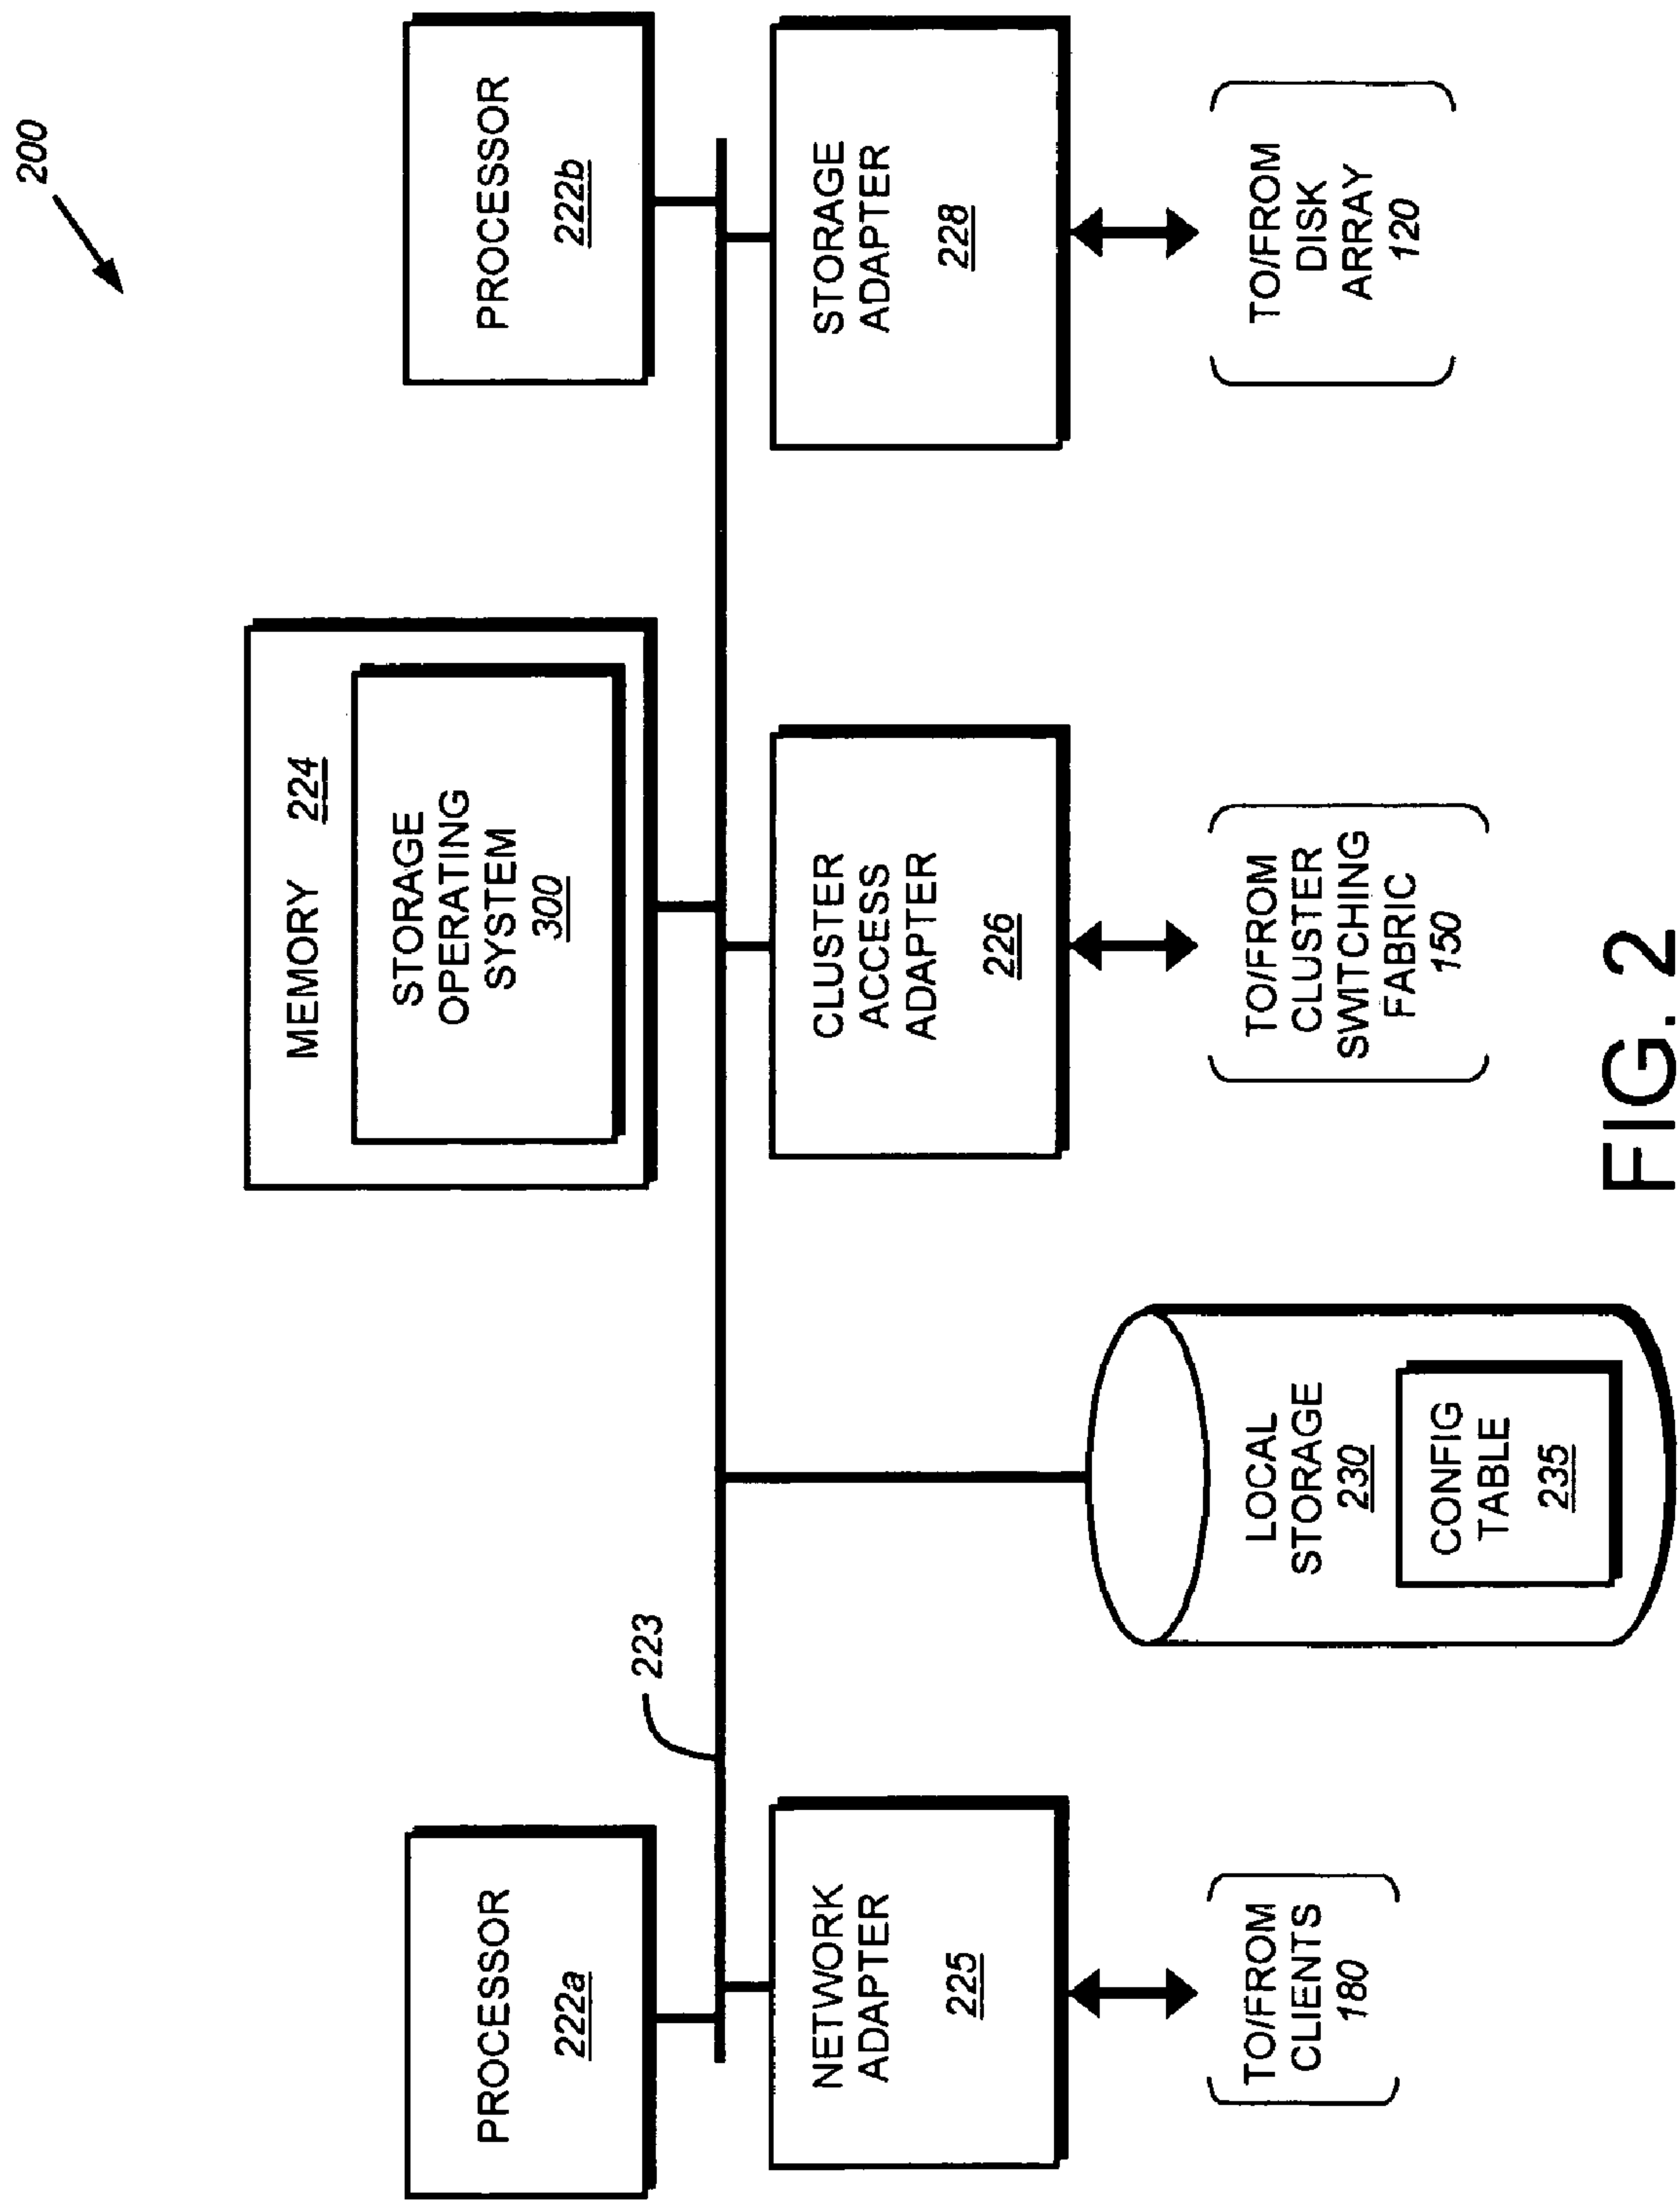 200
PROCESSOR
222a
MEMORY 224
STORAGE
OPERATING
SYSTEM
300
PROCESSOR
222b
223
NETWORK
ADAPTER
225
CLUSTER
ACCESS
ADAPTER
226
STORAGE
ADAPTER
228
TO/FROM
CLIENTS
180
LOCAL
STORAGE
230
CONFIG
TABLE
235
TO/FROM
CLUSTER
SWITCHING
FABRIC
150
TO/FROM
DISK
ARRAY
120
FIG. 2